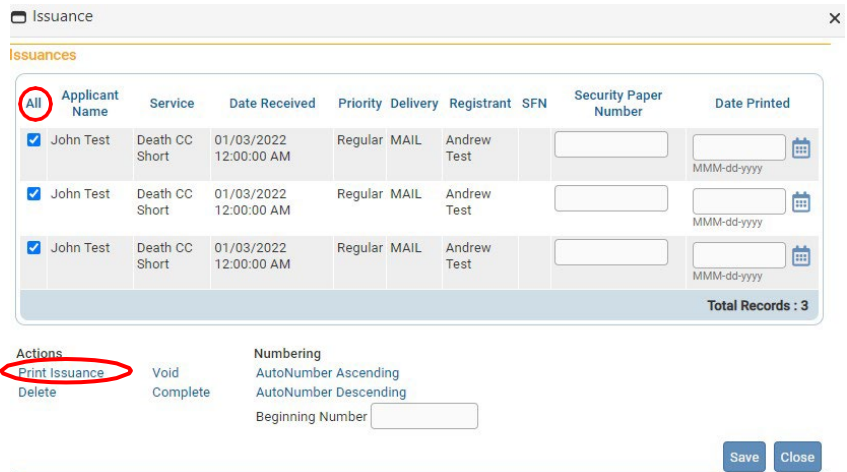 Issuance
Issuances
All Applicant Name Service Date Received Priority Delivery Registrant SFN Security Paper Number Date Printed
John Test Death CC Short 01/03/2022 12:00:00 AM Regular MAIL Andrew Test MMM-dd-yyyy
John Test Death CC Short 01/03/2022 12:00:00 AM Regular MAIL Andrew Test MMM-dd-yyyy
John Test Death CC Short 01/03/2022 12:00:00 AM Regular MAIL Andrew Test MMM-dd-yyyy
Total Records : 3
Actions Numbering
Print Issuance Void AutoNumber Ascending
Delete Complete AutoNumber Descending
Beginning Number
Save Close